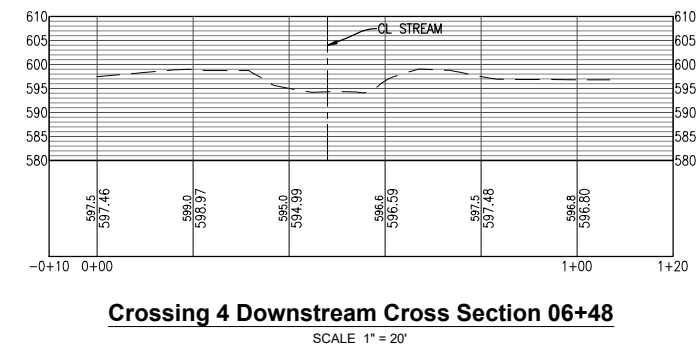 610 610
CL STREAM
605 605
600 600
595 595
590 590
585 585
580 580
597.5 599.0 595.0 596.6 597.5 596.8
597.46 598.97 594.99 596.59 597.48 596.80
-0+10 0+00 1+00 1+20
Crossing 4 Downstream Cross Section 06+48
SCALE 1" = 20'